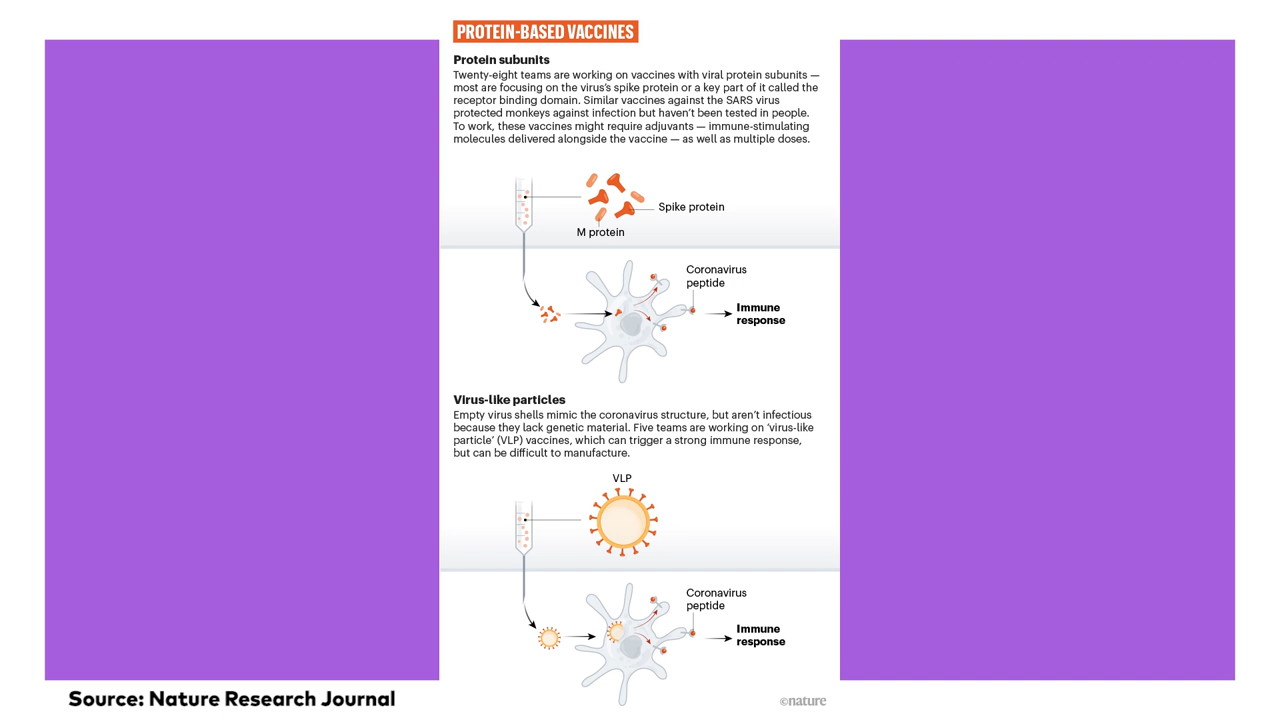 PROTEIN-BASED VACCINES
Protein subunits
Twenty-eight teams are working on vaccines with viral protein subunits —
most are focusing on the virus's spike protein or a key part of it called the
receptor binding domain. Similar vaccines against the SARS virus
protected monkeys against infection but haven't been tested in people.
To work, these vaccines might require adjuvants — immune-stimulating
molecules delivered alongside the vaccine — as well as multiple doses.
Spike protein
M protein
Coronavirus
peptide
Immune
response
Virus-like particles
Empty virus shells mimic the coronavirus structure, but aren't infectious
because they lack genetic material. Five teams are working on 'virus-like
particle' (VLP) vaccines, which can trigger a strong immune response,
but can be difficult to manufacture.
VLP
Coronavirus
peptide
Immune
response
Source: Nature Research Journal
©nature